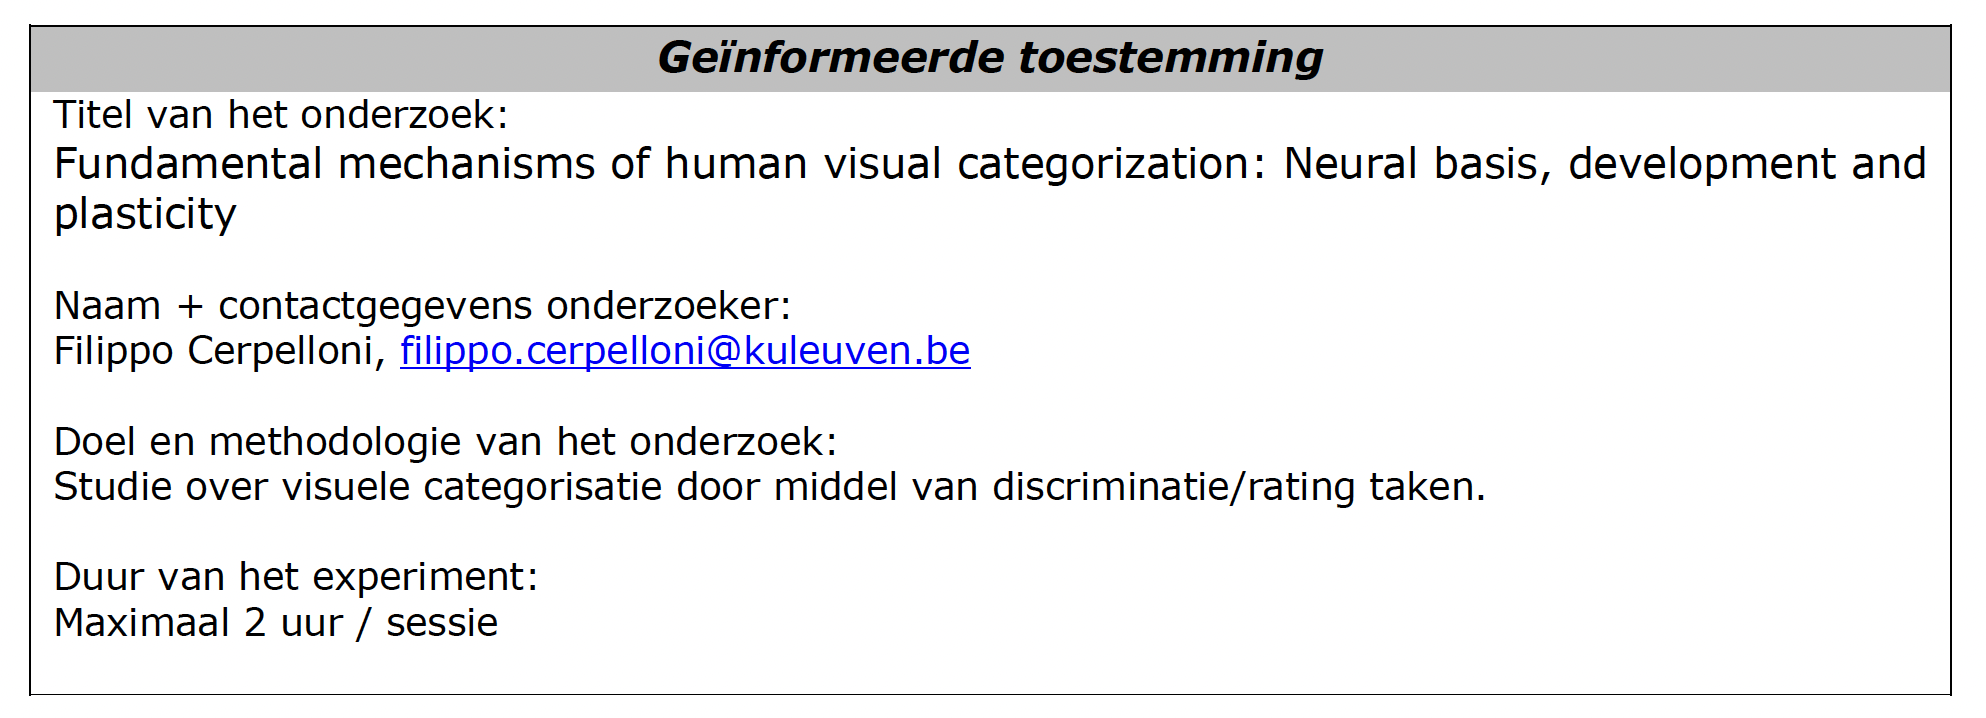 Geïnformeerde toestemming
Titel van het onderzoek:
Fundamental mechanisms of human visual categorization: Neural basis, development and
plasticity
Naam + contactgegevens onderzoeker:
Filippo Cerpelloni, filippo.cerpelloni@kuleuven.be
Doel en methodologie van het onderzoek:
Studie over visuele categorisatie door middel van discriminatie/rating taken.
Duur van het experiment:
Maximaal 2 uur / sessie